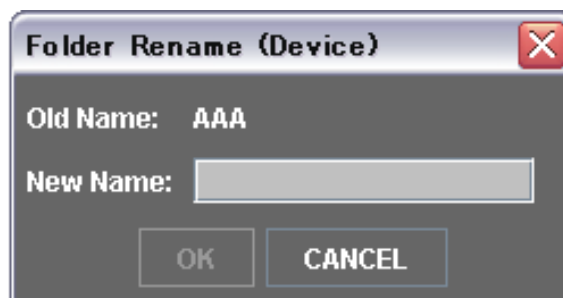 Folder Rename (Device)
Old Name: AAA
New Name:
OK CANCEL